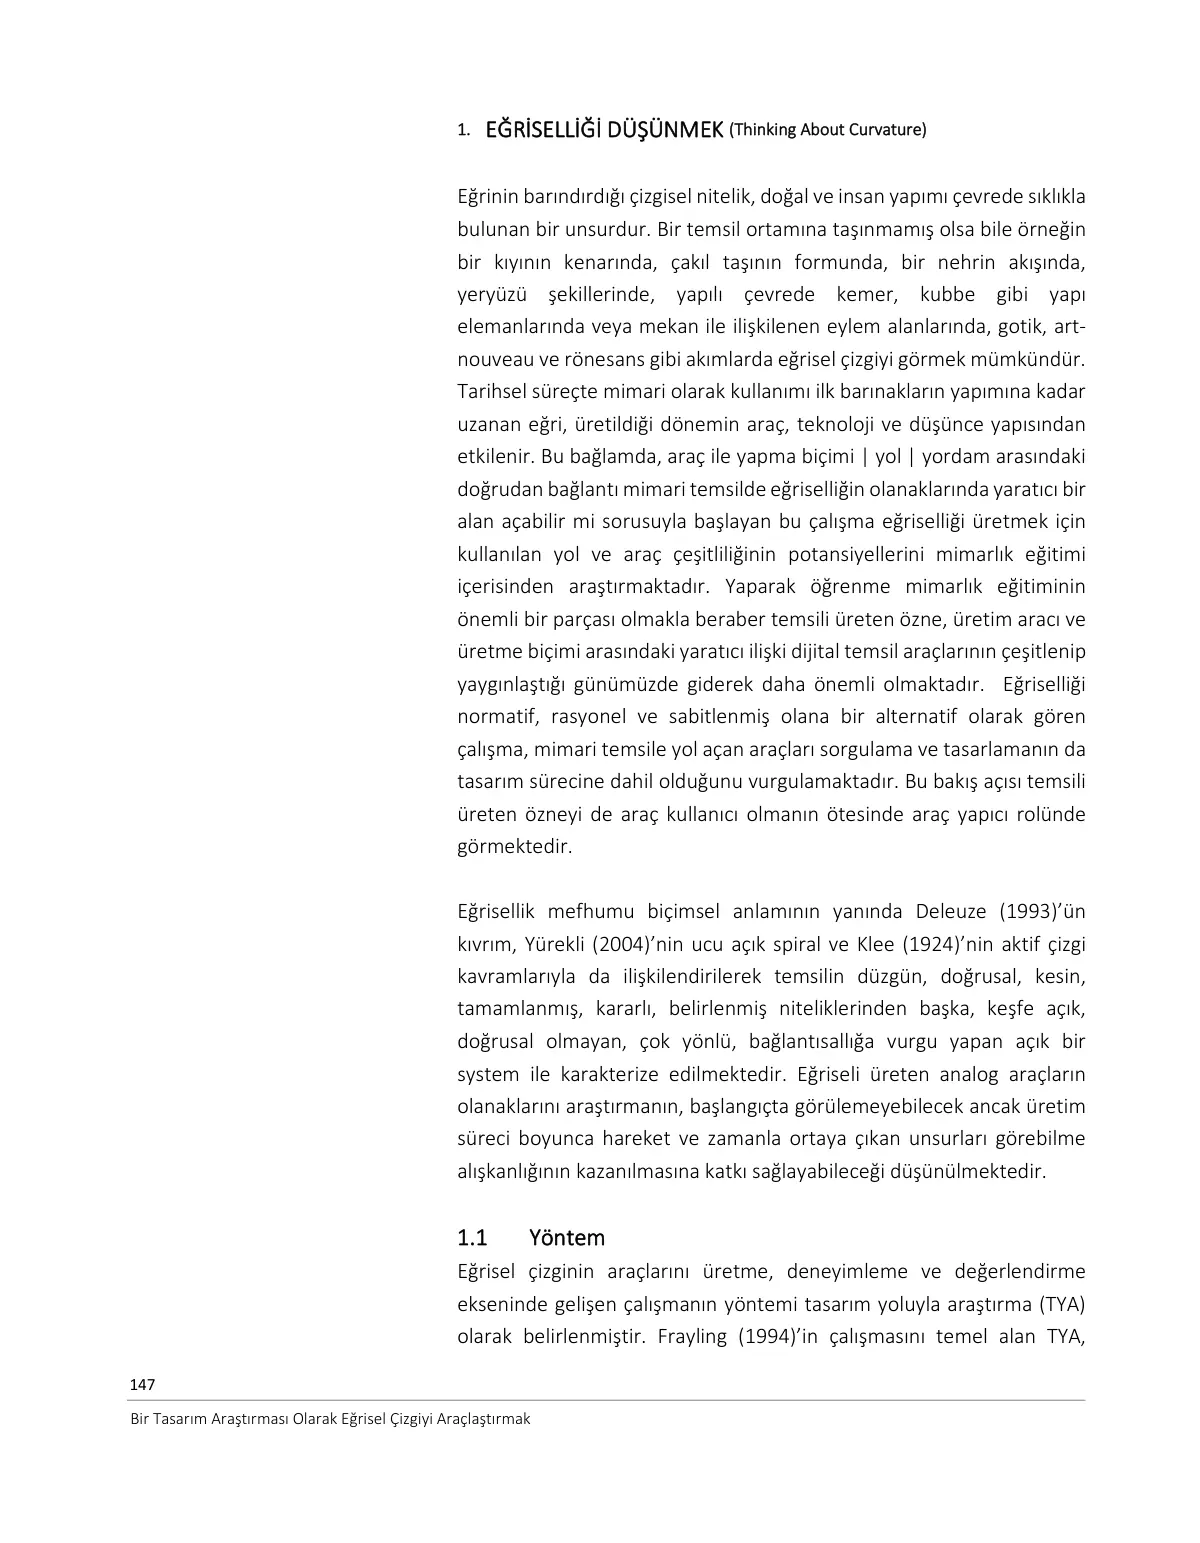 1. EĞRİSELLİĞİ DÜŞÜNMEK (Thinking About Curvature)
Eğrinin barındırdığı çizgisel nitelik, doğal ve insan yapımı çevrede sıklıkla
bulunan bir unsurdur. Bir temsil ortamına taşınmamış olsa bile örneğin
bir kıyının kenarında, çakıl taşının formunda, bir nehrin akışında,
yeryüzü şekillerinde, yapılı çevrede kemer, kubbe gibi yapı
elemanlarında veya mekan ile ilişkilenen eylem alanlarında, gotik, art-
nouveau ve rönesans gibi akımlarda eğrisel çizgiyi görmek mümkündür.
Tarihsel süreçte mimari olarak kullanımı ilk barınakların yapımına kadar
uzanan eğri, üretildiği dönemin araç, teknoloji ve düşünce yapısından
etkilenir. Bu bağlamda, araç ile yapma biçimi | yol | yordam arasındaki
doğrudan bağlantı mimari temsilde eğriselliğin olanaklarında yaratıcı bir
alan açabilir mi sorusuyla başlayan bu çalışma eğriselliği üretmek için
kullanılan yol ve araç çeşitliliğinin potansiyellerini mimarlık eğitimi
içerisinden araştırmaktadır. Yaparak öğrenme mimarlık eğitiminin
önemli bir parçası olmakla beraber temsili üreten özne, üretim aracı ve
üretme biçimi arasındaki yaratıcı ilişki dijital temsil araçlarının çeşitlenip
yaygınlaştığı günümüzde giderek daha önemli olmaktadır.  Eğriselliği
normatif, rasyonel ve sabitlenmiş olana bir alternatif olarak gören
çalışma, mimari temsile yol açan araçları sorgulama ve tasarlamanın da
tasarım sürecine dahil olduğunu vurgulamaktadır. Bu bakış açısı temsili
üreten özneyi de araç kullanıcı olmanın ötesinde araç yapıcı rolünde
görmektedir.
Eğrisellik mefhumu biçimsel anlamının yanında Deleuze (1993)’ün
kıvrım, Yürekli (2004)’nin ucu açık spiral ve Klee (1924)’nin aktif çizgi
kavramlarıyla da ilişkilendirilerek temsilin düzgün, doğrusal, kesin,
tamamlanmış, kararlı, belirlenmiş niteliklerinden başka, keşfe açık,
doğrusal olmayan, çok yönlü, bağlantısallığa vurgu yapan açık bir
system ile karakterize edilmektedir. Eğriseli üreten analog araçların
olanaklarını araştırmanın, başlangıçta görülemeyebilecek ancak üretim
süreci boyunca hareket ve zamanla ortaya çıkan unsurları görebilme
alışkanlığının kazanılmasına katkı sağlayabileceği düşünülmektedir.
1.1 Yöntem
Eğrisel çizginin araçlarını üretme, deneyimleme ve değerlendirme
ekseninde gelişen çalışmanın yöntemi tasarım yoluyla araştırma (TYA)
olarak belirlenmiştir. Frayling (1994)’in çalışmasını temel alan TYA,
147
Bir Tasarım Araştırması Olarak Eğrisel Çizgiyi Araçlaştırmak